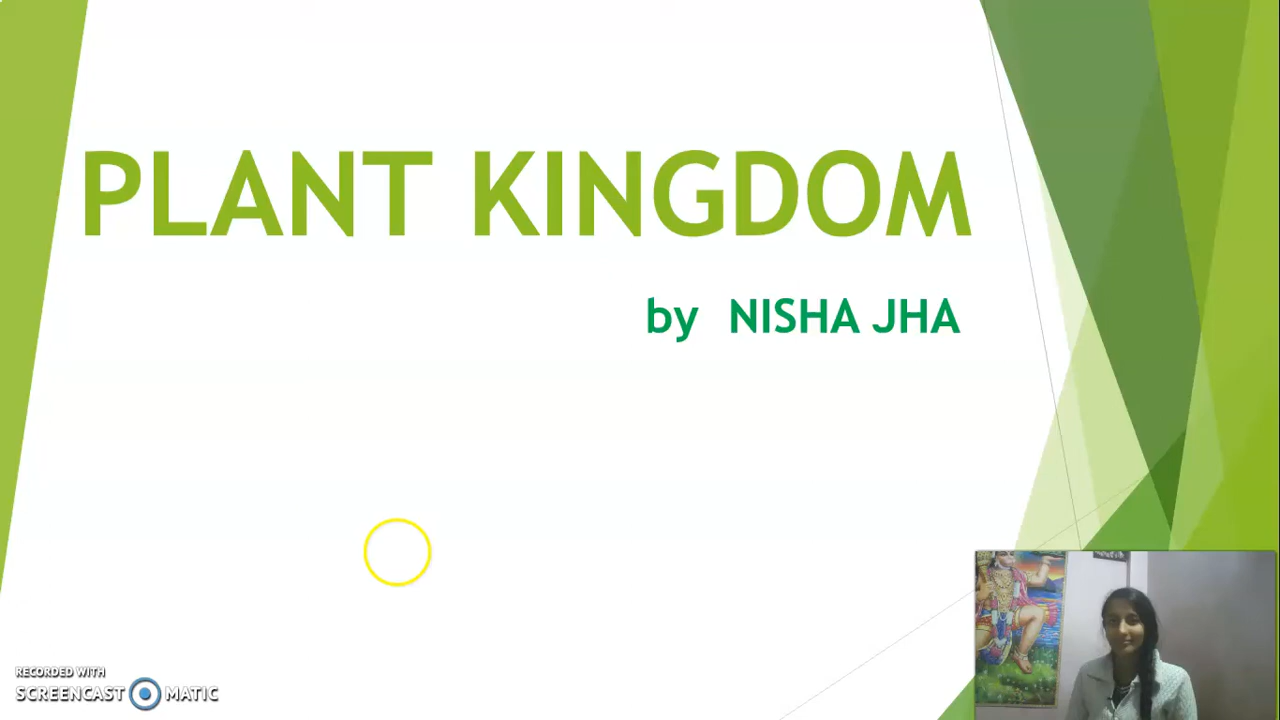 PLANT KINGDOM
by NISHA JHA
RECORDED WITH
SCREENCAST MATIC